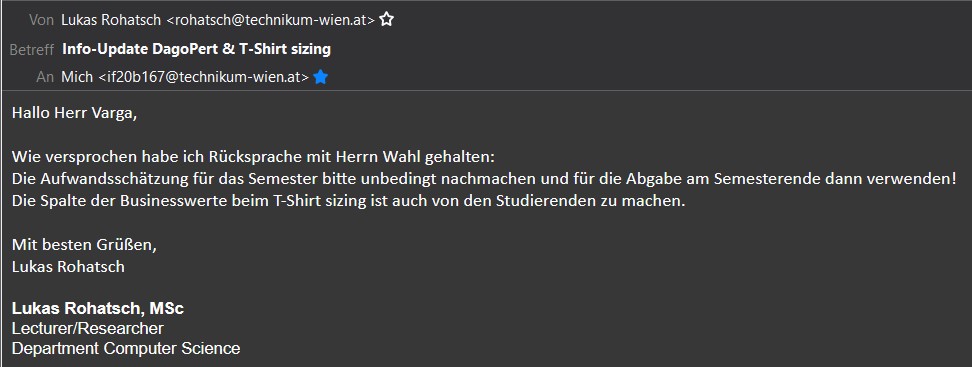 Von Lukas Rohatsch <rohatsch@technikum-wien.at>
Betreff Info-Update DagoPert & T-Shirt sizing
An Mich <if20b167@technikum-wien.at>
Hallo Herr Varga,
Wie versprochen habe ich Rücksprache mit Herrn Wahl gehalten:
Die Aufwandsschätzung für das Semester bitte unbedingt nachmachen und für die Abgabe am Semesterende dann verwenden!
Die Spalte der Businesswerte beim T-Shirt sizing ist auch von den Studierenden zu machen.
Mit besten Grüßen,
Lukas Rohatsch
Lukas Rohatsch, MSc
Lecturer/Researcher
Department Computer Science